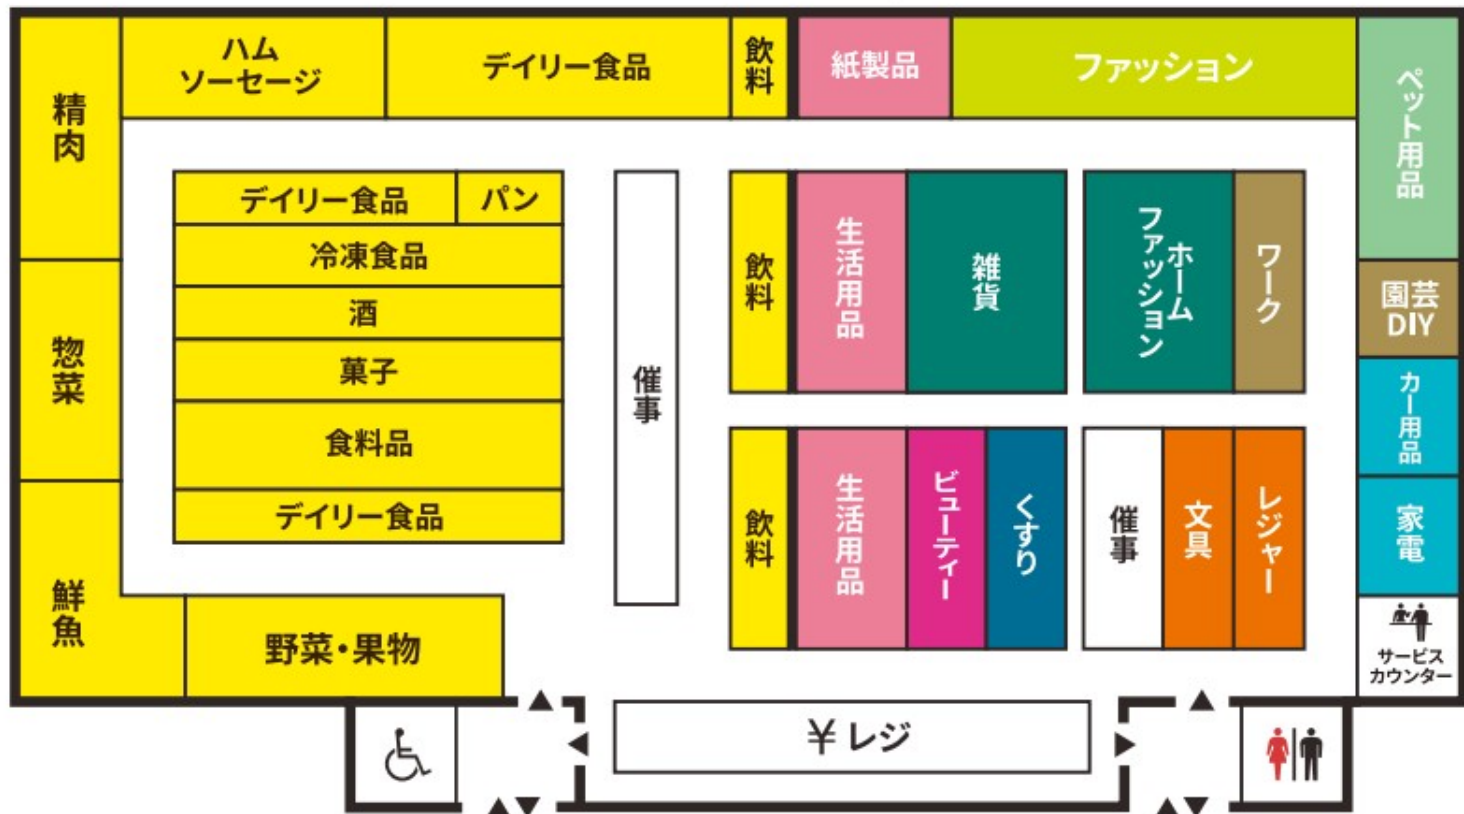 精肉
ハム
ソーセージ
デイリー食品
飲料
紙製品
ファッション
ペット用品
デイリー食品
パン
冷凍食品
酒
菓子
食料品
デイリー食品
催事
飲料
生活用品
雑貨
ホーム
ファッション
ワーク
園芸
DIY
惣菜
カー用品
飲料
生活用品
ビューティー
くすり
催事
文具
レジャー
家電
鮮魚
野菜・果物
サービス
カウンター
¥レジ